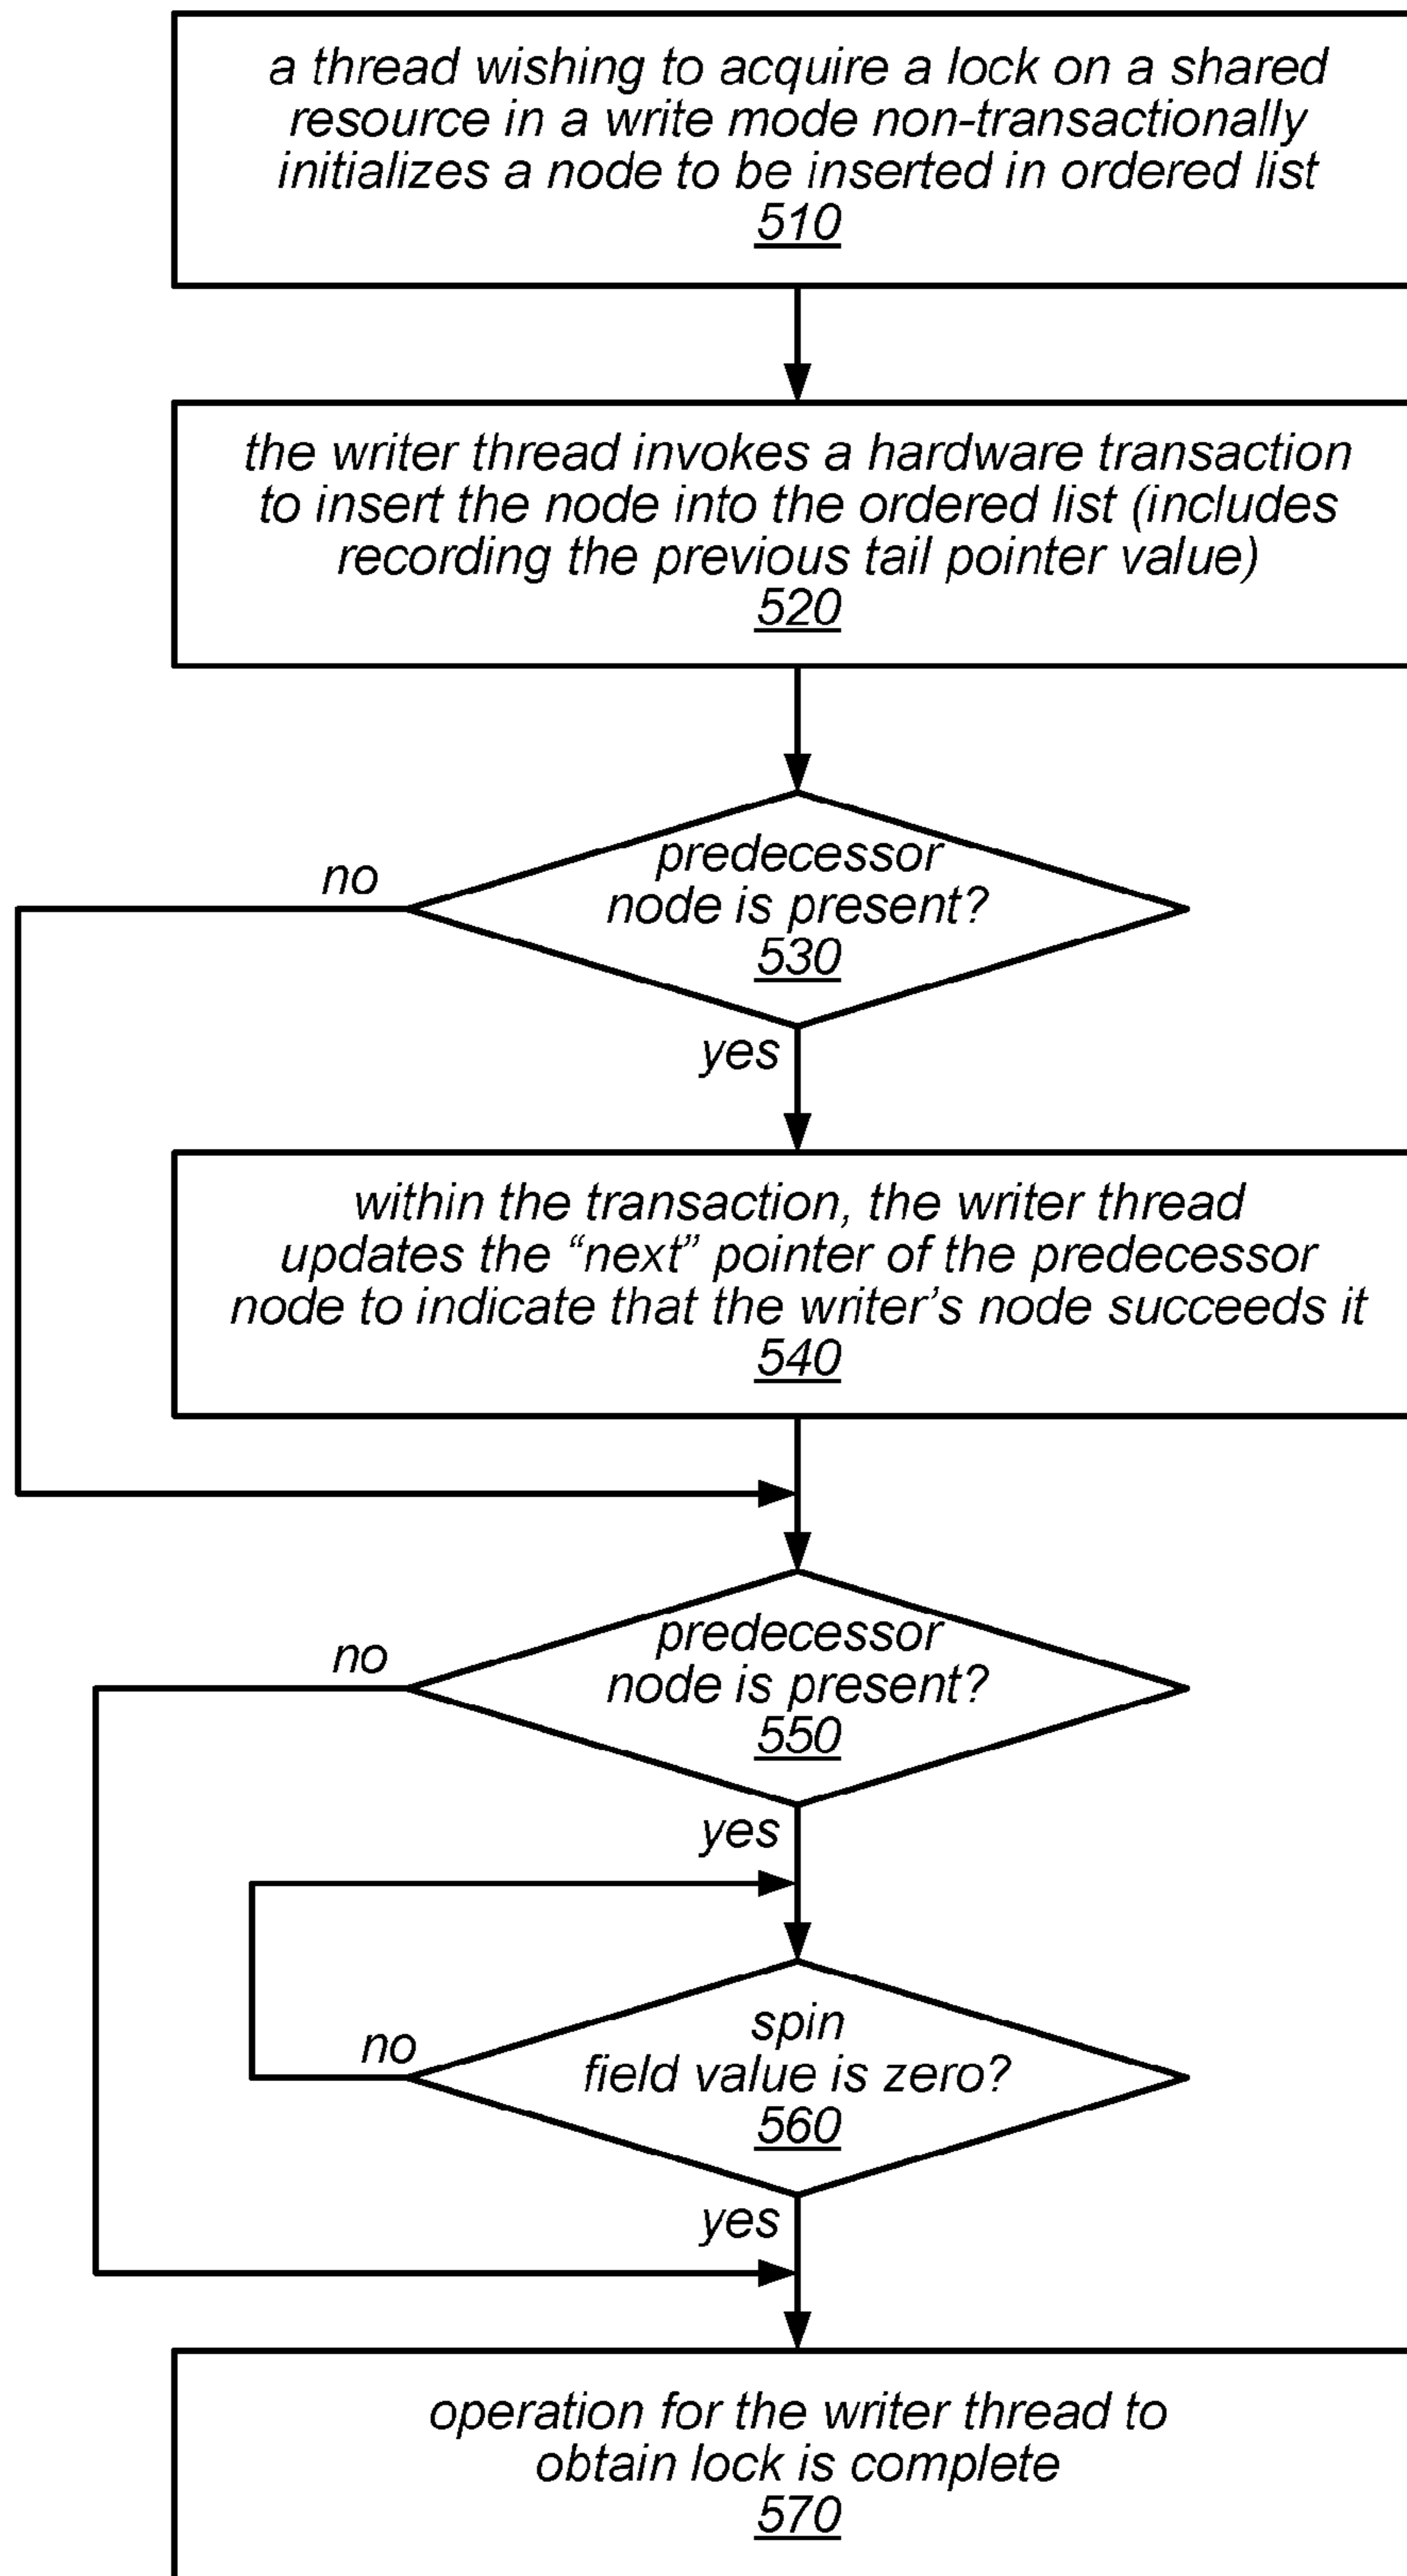 a thread wishing to acquire a lock on a shared
resource in a write mode non-transactionally
initializes a node to be inserted in ordered list
510
the writer thread invokes a hardware transaction
to insert the node into the ordered list (includes
recording the previous tail pointer value)
520
predecessor
node is present?
530
no
yes
within the transaction, the writer thread
updates the “next” pointer of the predecessor
node to indicate that the writer’s node succeeds it
540
predecessor
node is present?
550
no
yes
spin
field value is zero?
560
no
yes
operation for the writer thread to
obtain lock is complete
570